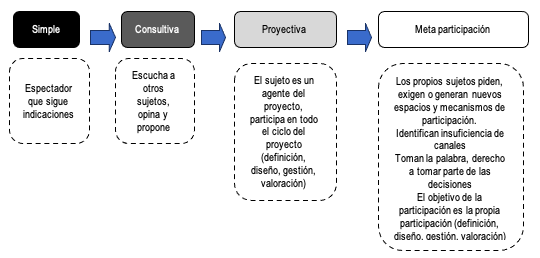 Simple
Consultiva
Proyectiva
Meta participación
Espectador
que sigue
indicaciones
Escucha a
otros
sujetos,
opina y
propone
El sujeto es un
agente del
proyecto,
participa en todo
el ciclo del
proyecto
(definición,
diseño, gestión,
valoración)
Los propios sujetos piden,
exigen o generan nuevos
espacios y mecanismos de
participación.
Identifican insuficiencia de
canales
Toman la palabra, derecho
a tomar parte de las
decisiones
El objetivo de la
participación es la propia
participación (definición,
diseño, gestión, valoración)